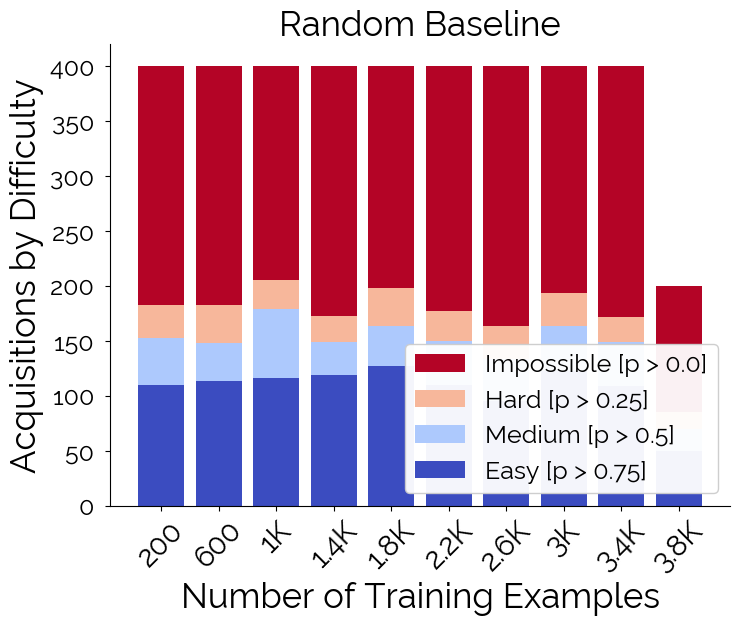 Random Baseline
Acquisitions by Difficulty
400
350
300
250
200
150
100
50
0
Impossible [p > 0.0]
Hard [p > 0.25]
Medium [p > 0.5]
Easy [p > 0.75]
200 600 1K 1.4K 1.8K 2.2K 2.6K 3K 3.4K 3.8K
Number of Training Examples